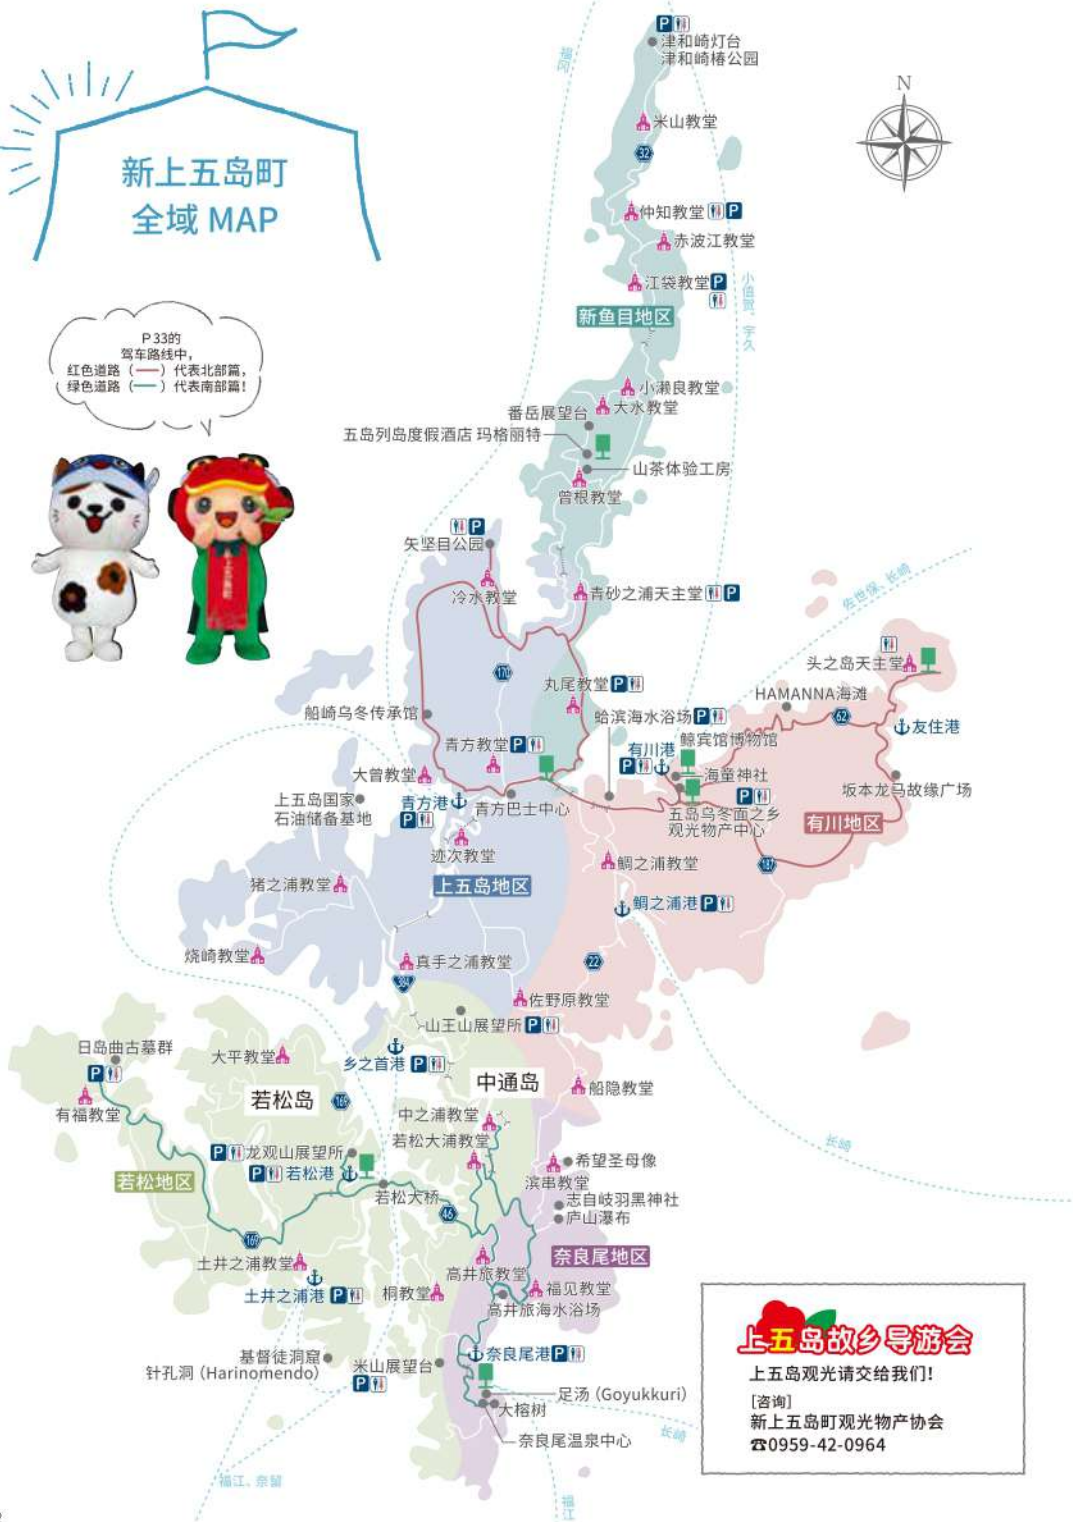 新上五岛町
全域 MAP
P 33的
驾车路线中，
红色道路（ — ）代表北部篇，
绿色道路（ — ）代表南部篇！
N
福冈
P
津和崎灯台
津和崎椿公园
米山教堂
32
仲知教堂 P
赤波江教堂
江袋教堂 P
新鱼目地区
小值贺、宇久
小濑良教堂
大水教堂
番岳展望台
五岛列岛度假酒店 玛格丽特
山茶体验工房
曾根教堂
P
矢坚目公园
冷水教堂
青砂之浦天主堂 P
佐世保、长崎
170
头之岛天主堂
丸尾教堂 P
HAMANNA海滩
船崎鸟冬传承馆
蛤滨海水浴场 P
62
友住港
青方教堂 P
有川港
P
鲸宾馆博物馆
大曾教堂
海童神社
坂本龙马故缘广场
上五岛国家
石油储备基地
青方港
P
青方巴士中心
P
五岛乌冬面之乡
观光物产中心
有川地区
迹次教堂
鲷之浦教堂
187
猪之浦教堂
上五岛地区
鲷之浦港 P
烧崎教堂
真手之浦教堂
22
384
佐野原教堂
山王山展望所 P
日岛曲古墓群
P
大平教堂
乡之首港 P
中通岛
有福教堂
若松岛
169
船隐教堂
中之浦教堂
若松大浦教堂
P 龙观山展望所
P 若松港
长崎
若松地区
希望圣母像
滨串教堂
若松大桥
志自岐羽黑神社
庐山瀑布
46
169
奈良尾地区
土井之浦教堂
高井旅教堂
土井之浦港 P
桐教堂
福见教堂
高井旅海水浴场
基督徒洞窟
针孔洞 (Harinomendo)
米山展望台
P
奈良尾港 P
足汤 (Goyukkuri)
大榕树
长崎
奈良尾温泉中心
福江、奈留
福江
上五岛故乡导游会
上五岛观光请交给我们！
[咨询]
新上五岛町观光物产协会
☎0959-42-0964